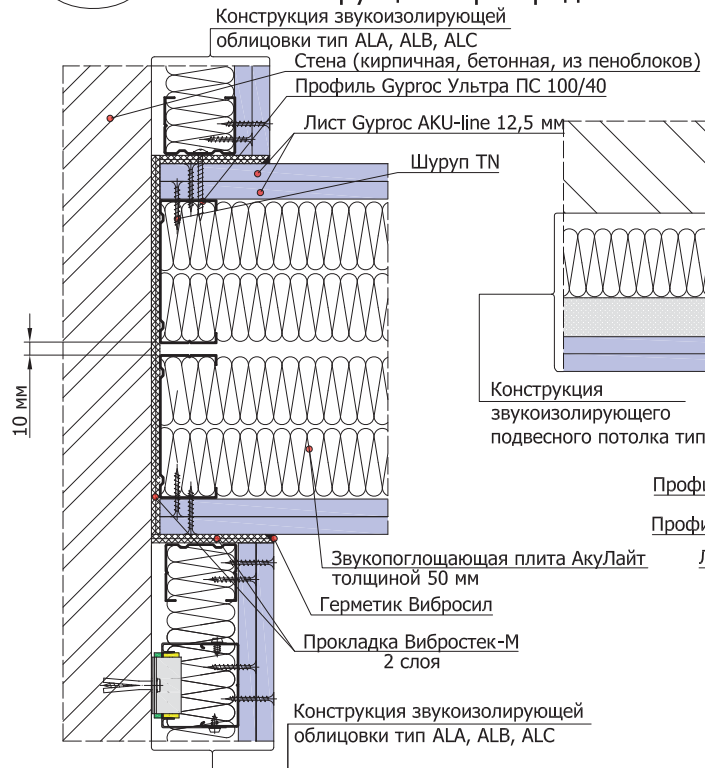 Конструкция звукоизолирующей
облицовки тип ALA, ALB, ALC
Стена (кирпичная, бетонная, из пеноблоков)
Профиль Gyproc Ультра ПС 100/40
Лист Gyproc AKU-line 12,5 мм
Шуруп TN
10 мм
Конструкция
звукоизолирующего
подвесного потолка тип
Профи
Профи
Л
Звукопоглощающая плита АкуЛайт
толщиной 50 мм
Герметик Вибросил
Прокладка Вибростек-М
2 слоя
Конструкция звукоизолирующей
облицовки тип ALA, ALB, ALC